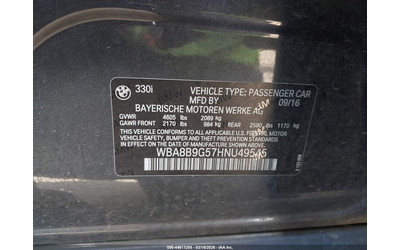 330i VEHICLE TYPE: PASSENGER CAR
MFD BY 09/16
BAYERISCHE MOTOREN WERKE AG
GVWR 4605 lbs 2089 kg
GAWR FRONT 2170 lbs 984 kg REAR 2580 lbs 1170 kg
THIS VEHICLE CONFORMS TO ALL APPLICABLE
FEDERAL MOTOR VEHICLE SAFETY, BUMPER,
AND THEFT PREVENTION STANDARDS IN EFFECT
ON THE DATE OF MANUFACTURE SHOWN ABOVE.
WBA8B9G57HNU49545